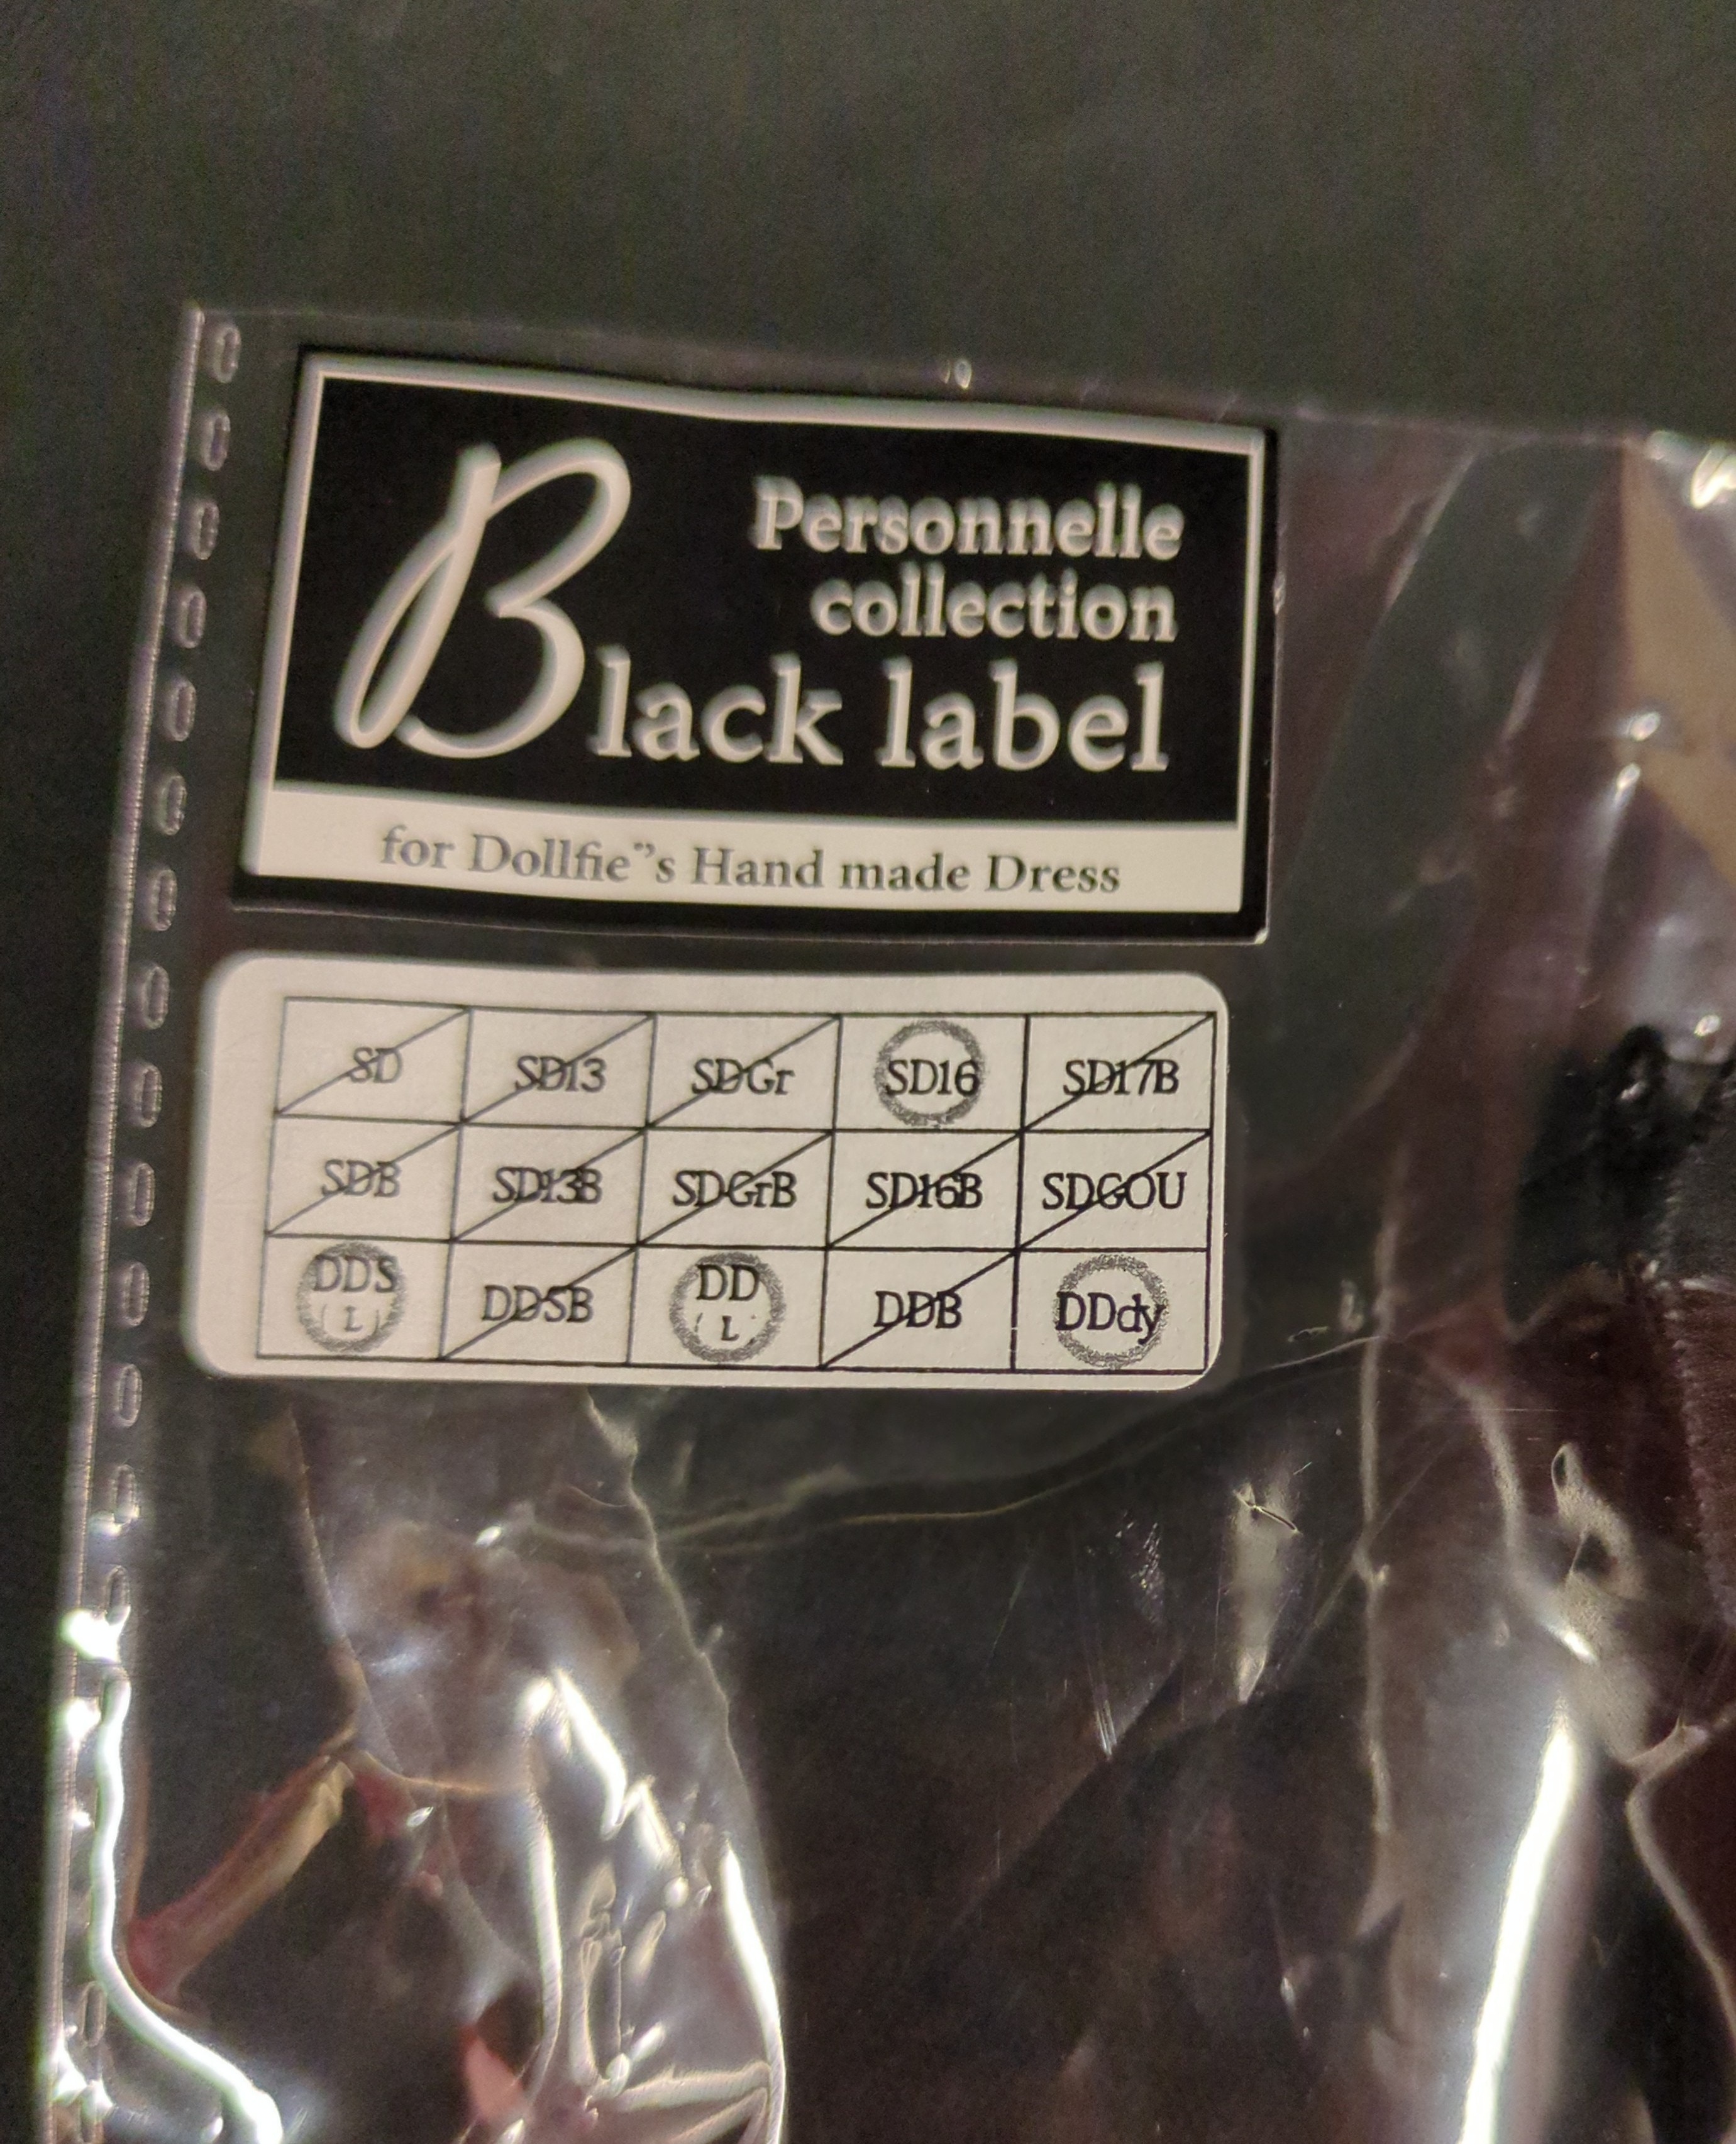 Personnelle
collection
Black label
for Dollfie"s Hand made Dress
SD SD13 SDGr SD16 SD17B
SDB SD13B SDGrB SD16B SDGOU
DDS (L) DDSB DD (L) DDB DDdy